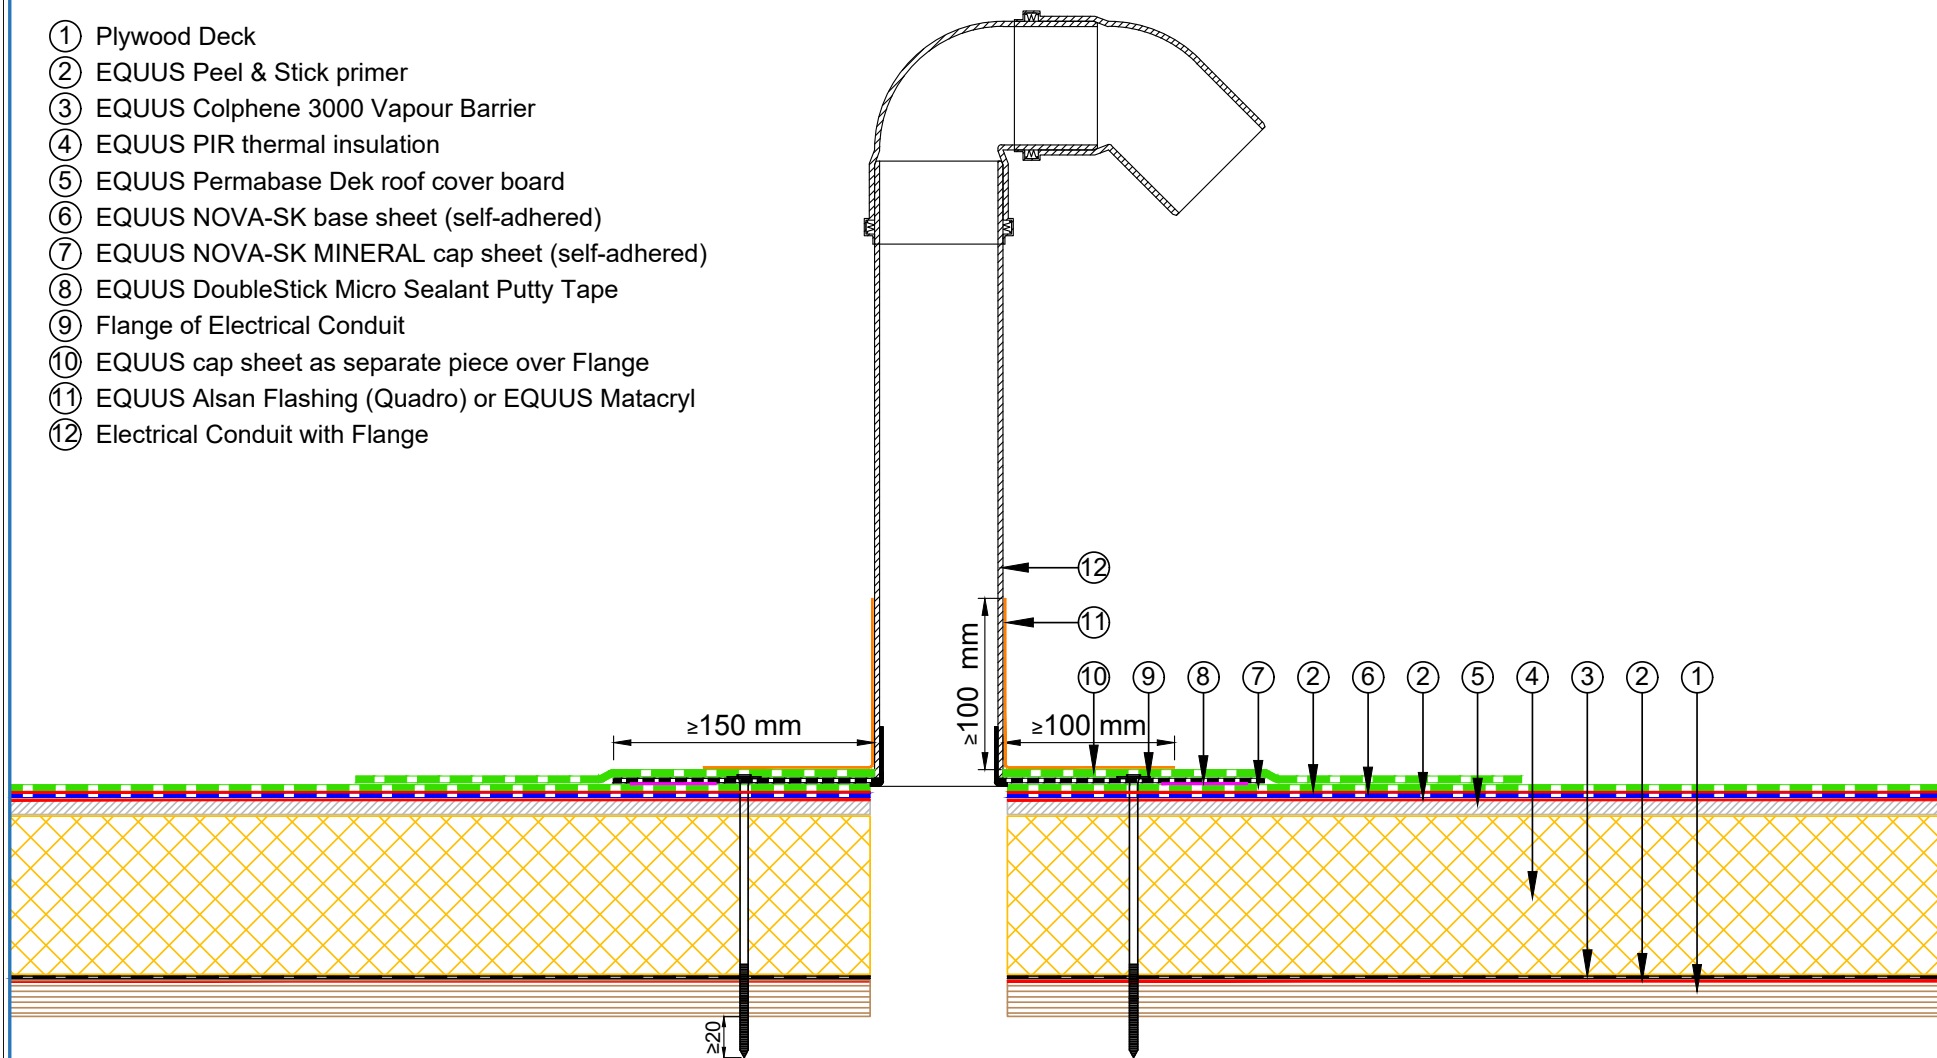 1 Plywood Deck
2 EQUUS Peel & Stick primer
3 EQUUS Colphene 3000 Vapour Barrier
4 EQUUS PIR thermal insulation
5 EQUUS Permabase Dek roof cover board
6 EQUUS NOVA-SK base sheet (self-adhered)
7 EQUUS NOVA-SK MINERAL cap sheet (self-adhered)
8 EQUUS DoubleStick Micro Sealant Putty Tape
9 Flange of Electrical Conduit
10 EQUUS cap sheet as separate piece over Flange
11 EQUUS Alsan Flashing (Quadro) or EQUUS Matacryl
12 Electrical Conduit with Flange
12
11
≥100 mm
10 9 8 7 2 6 2 5 4 3 2 1
≥150 mm
≥100 mm
≥20